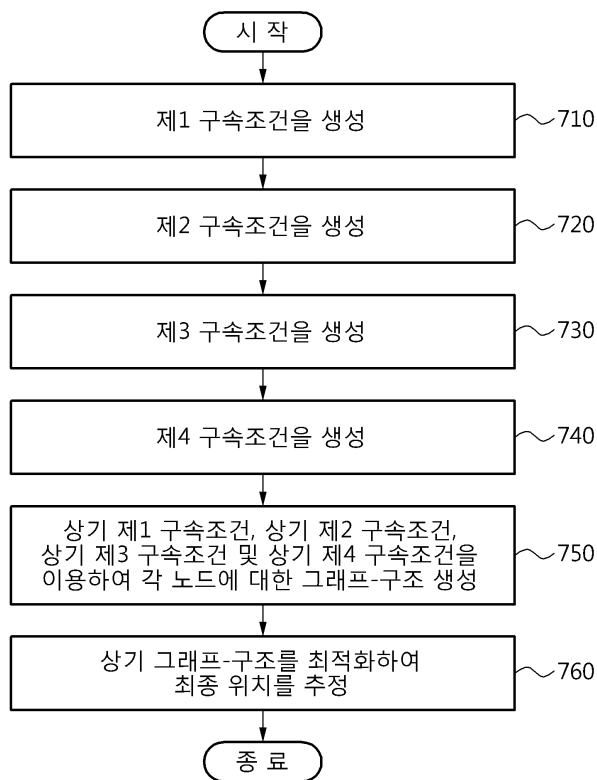 시 작
제1 구속조건을 생성
710
제2 구속조건을 생성
720
제3 구속조건을 생성
730
제4 구속조건을 생성
740
상기 제1 구속조건, 상기 제2 구속조건,
상기 제3 구속조건 및 상기 제4 구속조건을
이용하여 각 노드에 대한 그래프-구조 생성
750
상기 그래프-구조를 최적화하여
최종 위치를 추정
760
종 료